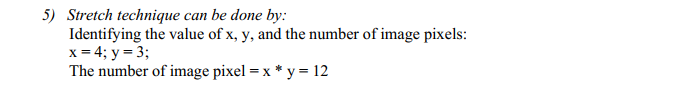 5) Stretch technique can be done by:
Identifying the value of x, y, and the number of image pixels:
x = 4; y = 3;
The number of image pixel = x * y = 12